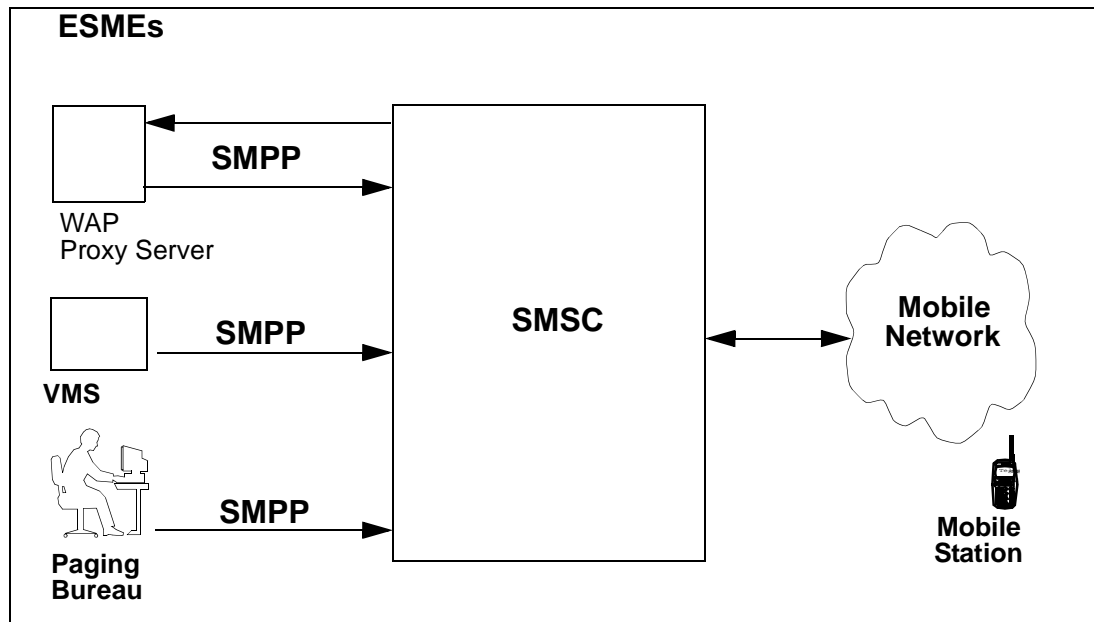 ESMEs
SMPP
WAP
Proxy Server
SMPP
VMS
SMPP
Paging
Bureau
SMSC
Mobile
Network
Mobile
Station